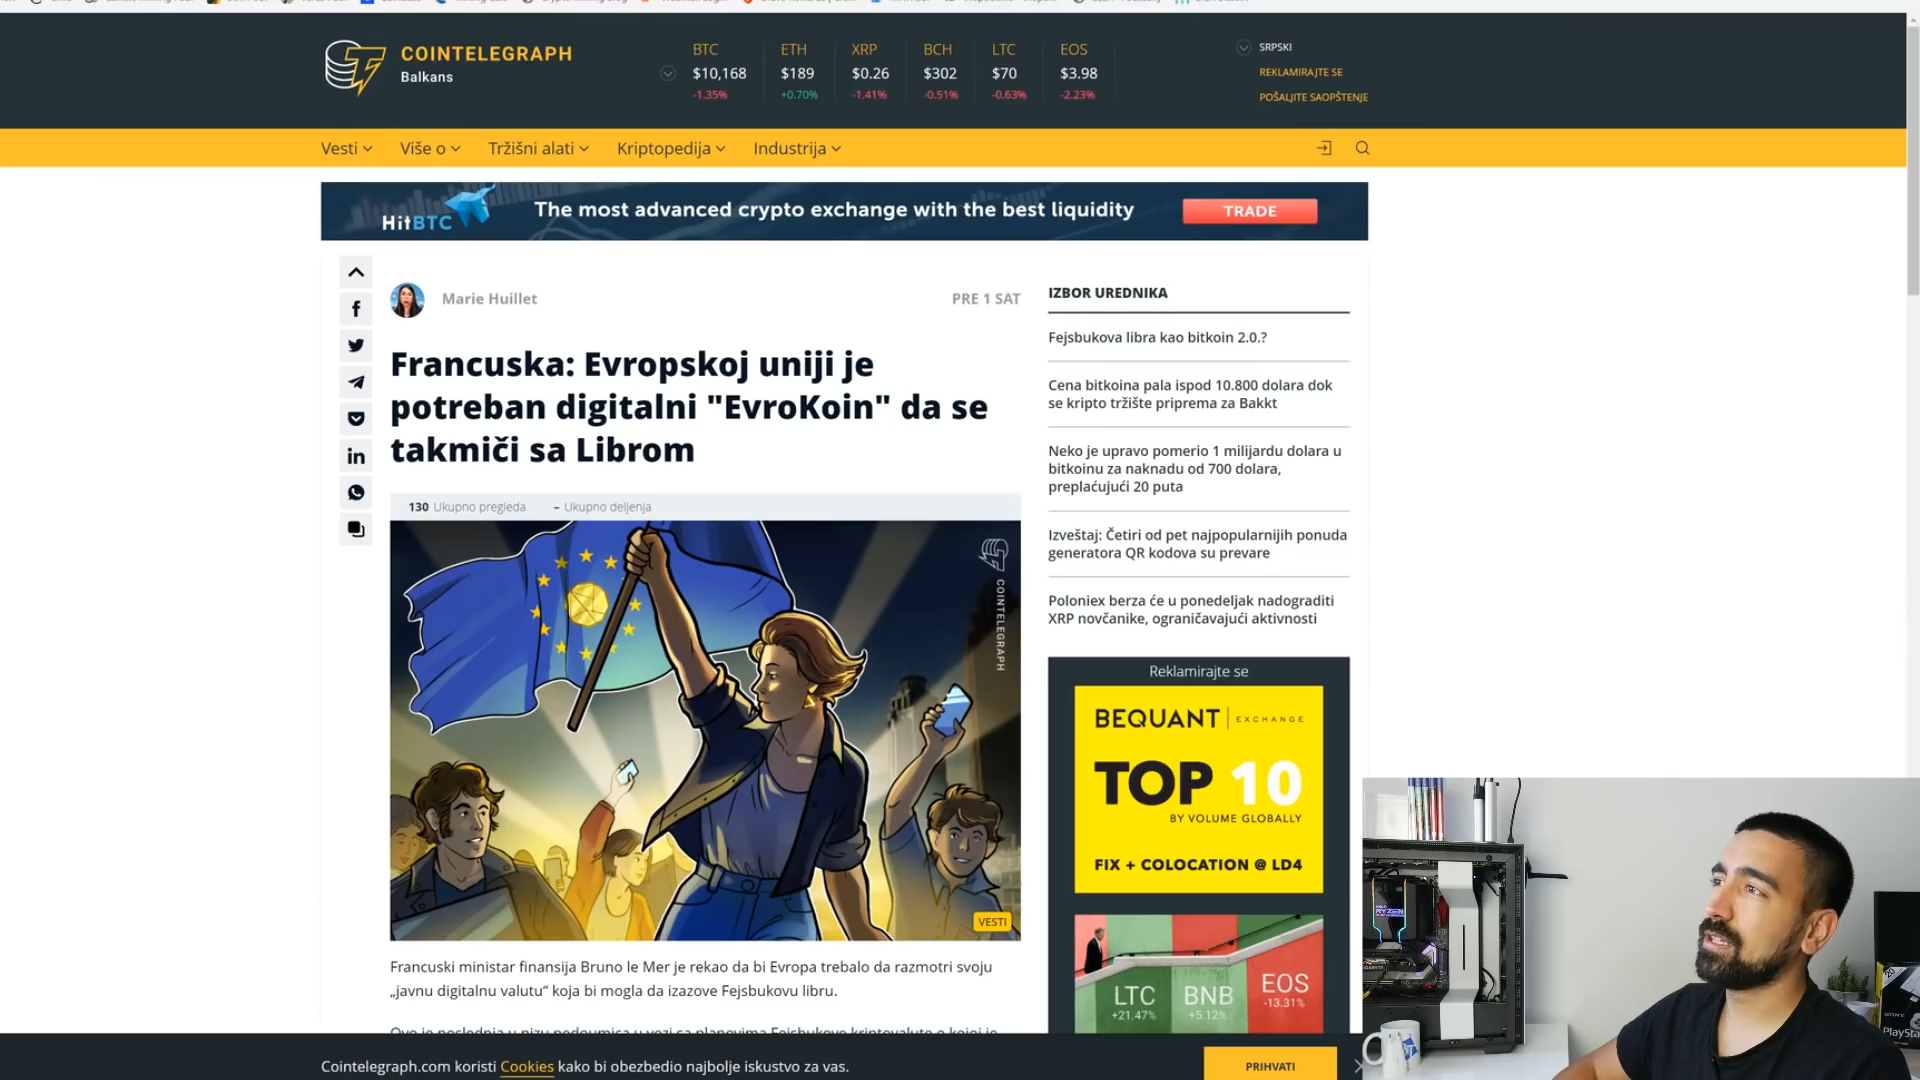 COINTELEGRAPH
Balkans
BTC
$10,168
-1.35%
ETH
$189
+0.70%
XRP
$0.26
-1.41%
BCH
$302
-0.51%
LTC
$70
-0.63%
EOS
$3.98
-2.23%
SRPSKI
REKLAMIRAJTE SE
POŠALJITE SAOPŠTENJE
Vesti
Više o
Tržišni alati
Kriptopedija
Industrija
HitBTC
The most advanced crypto exchange with the best liquidity
TRADE
Marie Huillet
PRE 1 SAT
Francuska: Evropskoj uniji je
potreban digitalni "EvroKoin" da se
takmiči sa Librom
130 Ukupno pregleda
– Ukupno deljenja
COINTELEGRAPH
VESTI
Francuski ministar finansija Bruno le Mer je rekao da bi Evropa trebalo da razmotri svoju
„javnu digitalnu valutu“ koja bi mogla da izazove Fejsbukovu libru.
IZBOR UREDNIKA
Fejsbukova libra kao bitkoin 2.0.?
Cena bitkoina pala ispod 10.800 dolara dok
se kripto tržište priprema za Bakkt
Neko je upravo pomerio 1 milijardu dolara u
bitkoinu za naknadu od 700 dolara,
preplaćujući 20 puta
Izveštaj: Četiri od pet najpopularnijih ponuda
generatora QR kodova su prevare
Poloniex berza će u ponedeljak nadograditi
XRP novčanike, ograničavajući aktivnosti
Reklamirajte se
BEQUANT | EXCHANGE
TOP 10
BY VOLUME GLOBALLY
FIX + COLOCATION @ LD4
LTC
+21.47%
BNB
+5.12%
EOS
-13.31%
RYZEN
Cointelegraph.com koristi Cookies kako bi obezbedio najbolje iskustvo za vas.
PRIHVATI